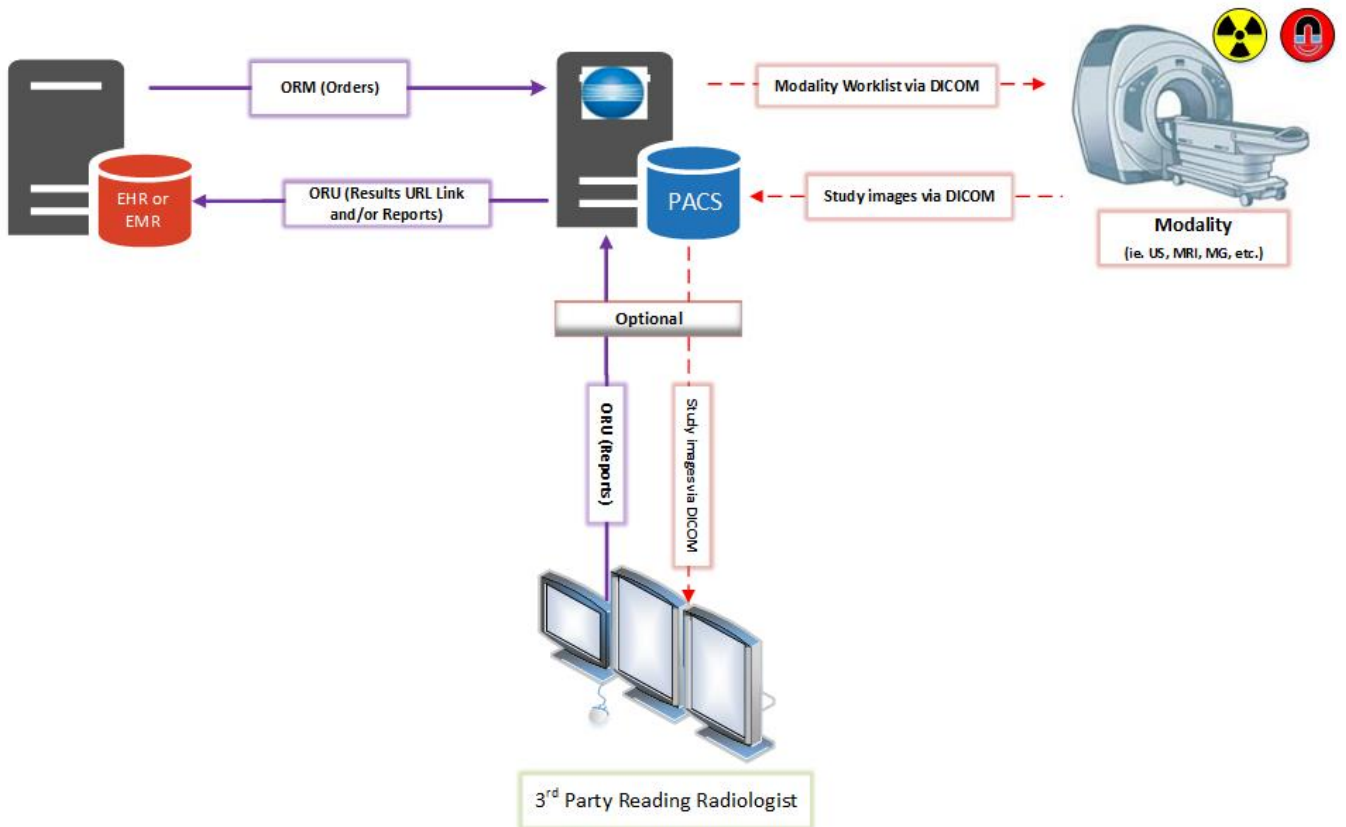 ORM (Orders)
Modality Worklist via DICOM
EHR or
EMR
ORU (Results URL Link
and/or Reports)
PACS
Study images via DICOM
Modality
(ie. US, MRI, MG, etc.)
Optional
ORU (Reports)
Study images via DICOM
3rd Party Reading Radiologist